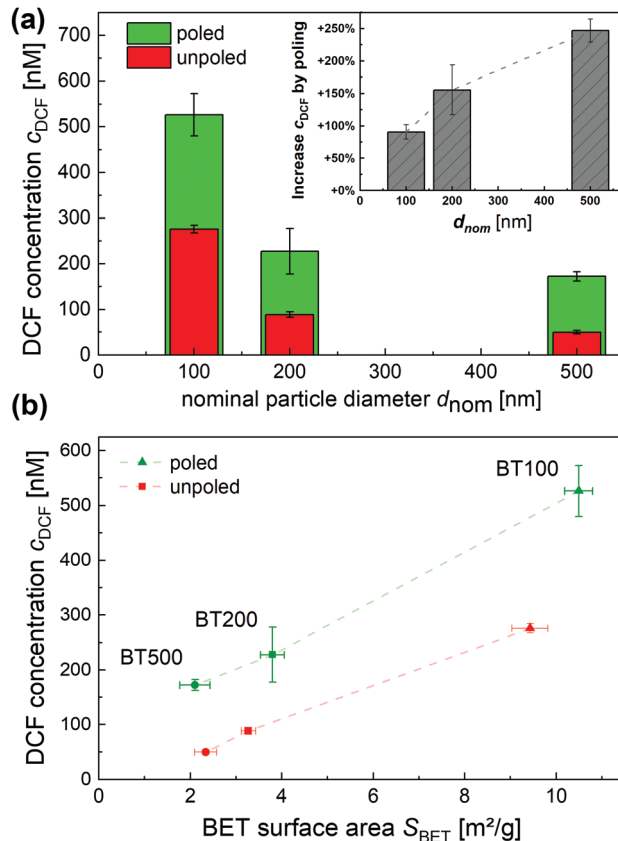 (a)
poled
unpoled
DCF concentration cDCF [nM]
700
600
500
400
300
200
100
0
0 100 200 300 400 500
nominal particle diameter dnom [nm]
Increase cDCF by poling
+250%
+200%
+150%
+100%
+50%
+0%
0 100 200 300 400 500
dnom [nm]
(b)
poled
unpoled
DCF concentration cDCF [nM]
600
500
400
300
200
100
0
BT100
BT200
BT500
0 2 4 6 8 10
BET surface area SBET [m²/g]